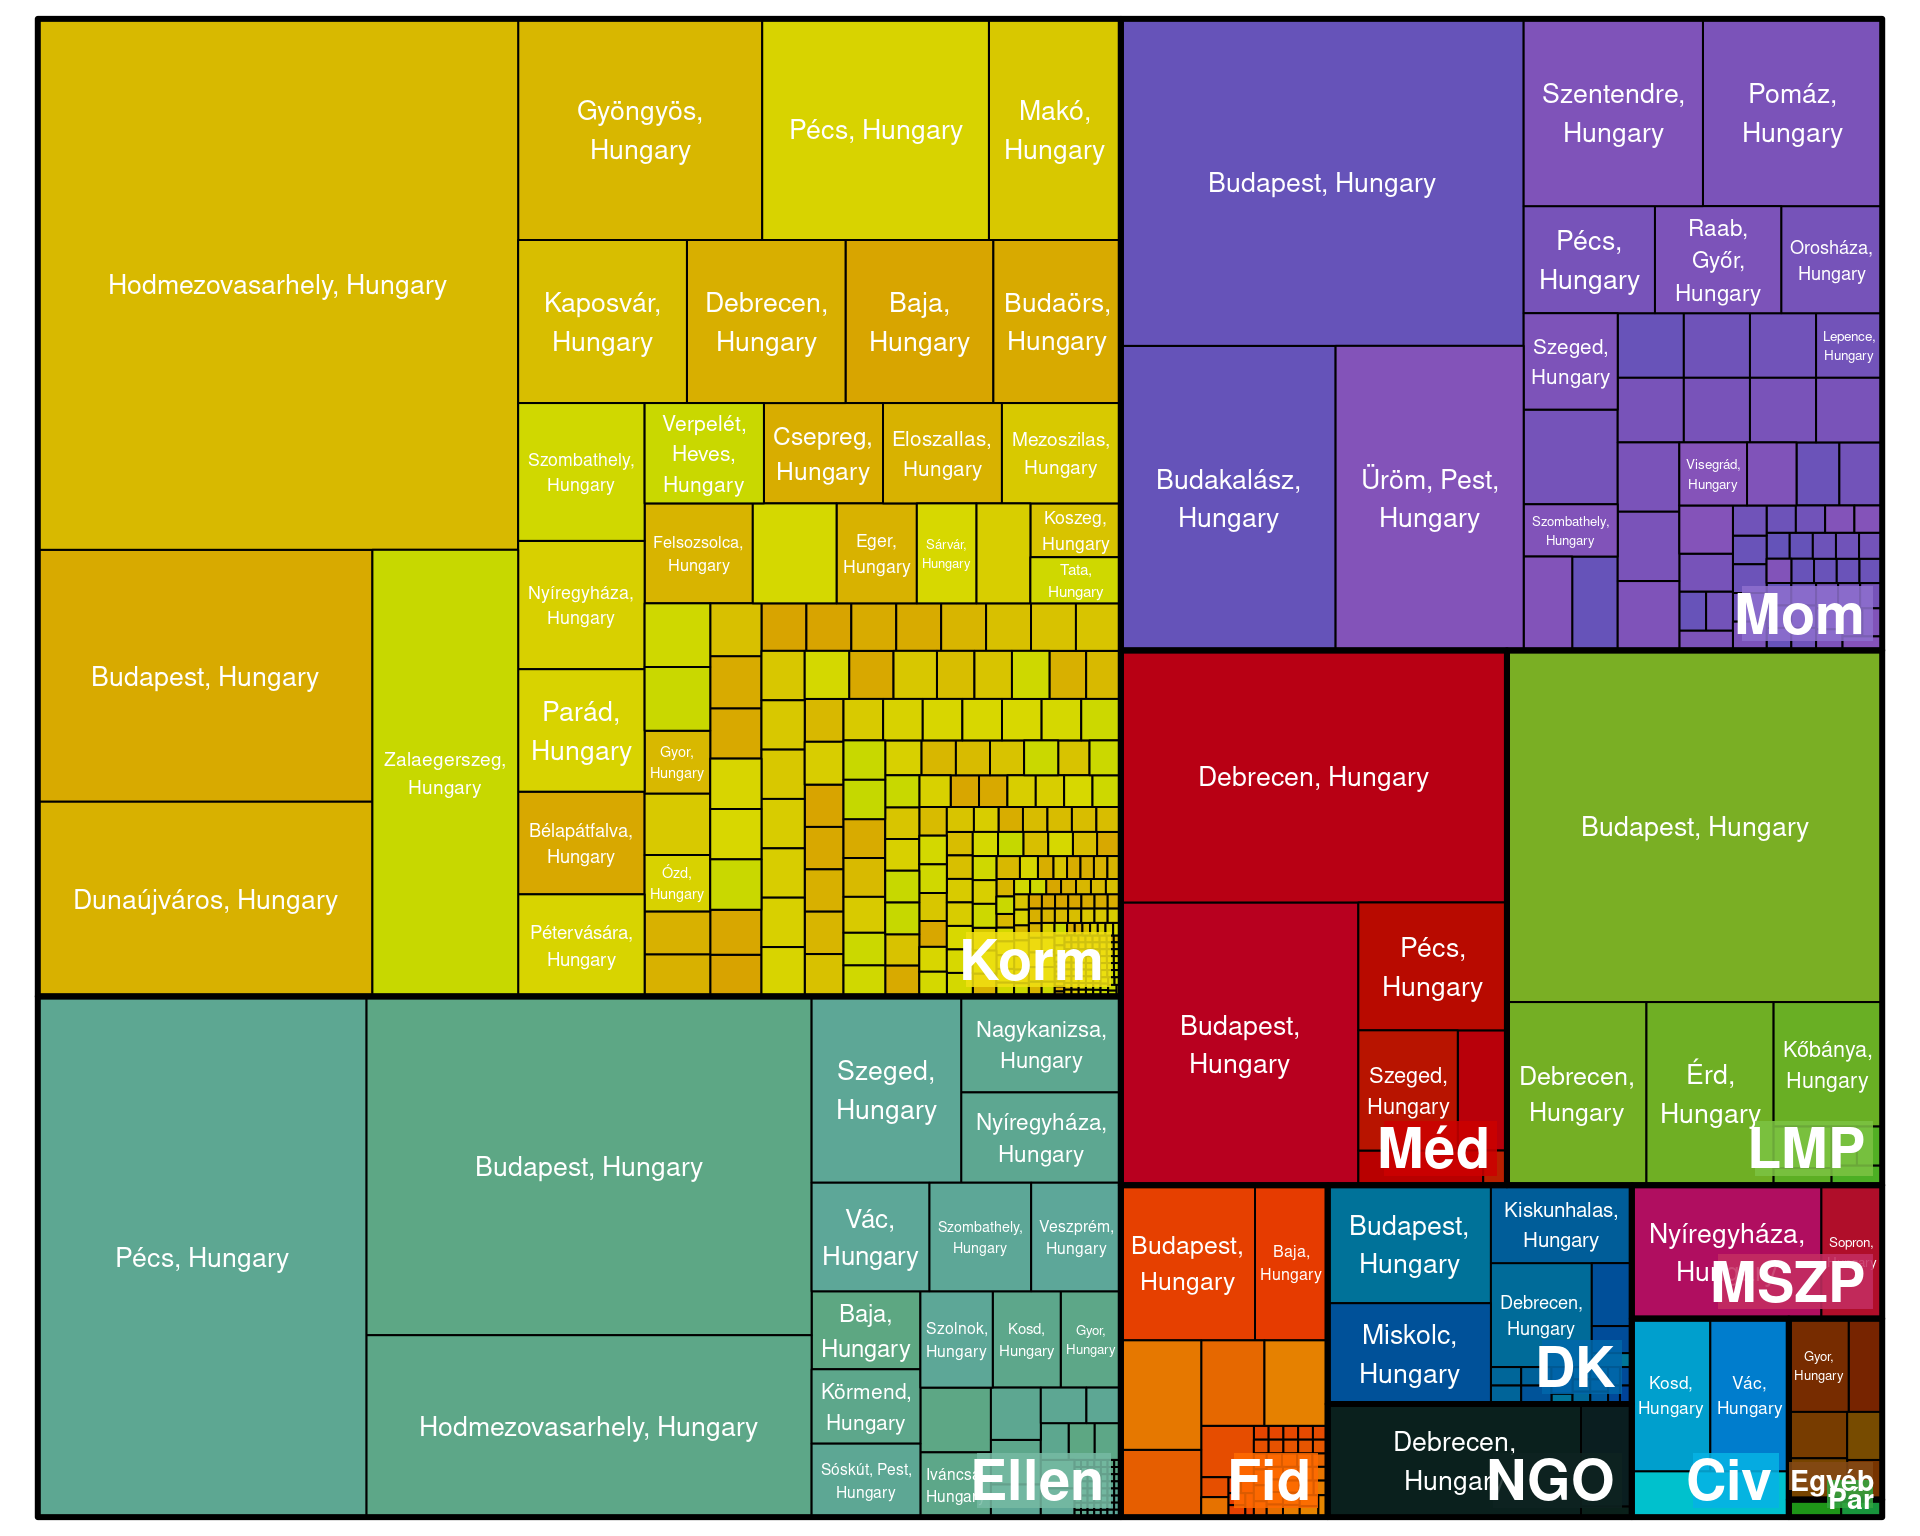 Hodmezovasarhely, Hungary
Gyöngyös,
Hungary
Pécs, Hungary
Makó,
Hungary
Kaposvár,
Hungary
Debrecen,
Hungary
Baja,
Hungary
Budaörs,
Hungary
Szombathely,
Hungary
Verpelét,
Heves,
Hungary
Csepreg,
Hungary
Eloszallas,
Hungary
Mezoszilas,
Hungary
Felsozsolca,
Hungary
Eger,
Hungary
Sárvár,
Hungary
Koszeg,
Hungary
Tata,
Hungary
Nyíregyháza,
Hungary
Budapest, Hungary
Zalaegerszeg,
Hungary
Parád,
Hungary
Gyor,
Hungary
Bélapátfalva,
Hungary
Ózd,
Hungary
Dunaújváros, Hungary
Pétervására,
Hungary
Korm
Budapest, Hungary
Szentendre,
Hungary
Pomáz,
Hungary
Pécs,
Hungary
Raab,
Győr,
Hungary
Orosháza,
Hungary
Szeged,
Hungary
Lepence,
Hungary
Budakalász,
Hungary
Üröm, Pest,
Hungary
Visegrád,
Hungary
Szombathely,
Hungary
Mom
Debrecen, Hungary
Budapest,
Hungary
Pécs,
Hungary
Szeged,
Hungary
Méd
Budapest, Hungary
Debrecen,
Hungary
Érd,
Hungary
Kőbánya,
Hungary
LMP
Pécs, Hungary
Budapest, Hungary
Hodmezovasarhely, Hungary
Szeged,
Hungary
Nagykanizsa,
Hungary
Nyíregyháza,
Hungary
Vác,
Hungary
Szombathely,
Hungary
Veszprém,
Hungary
Baja,
Hungary
Szolnok,
Hungary
Kosd,
Hungary
Gyor,
Hungary
Körmend,
Hungary
Sóskút, Pest,
Hungary
Iváncsa
Hungary
Ellen
Budapest,
Hungary
Baja,
Hungary
Fid
Budapest,
Hungary
Kiskunhalas,
Hungary
Debrecen,
Hungary
Miskolc,
Hungary
DK
Debrecen,
Hungary
NGO
Nyíregyháza,
Hungary
Sopron,
MSZP
Kosd,
Hungary
Vác,
Hungary
Civ
Gyor,
Hungary
Egyéb
Pár